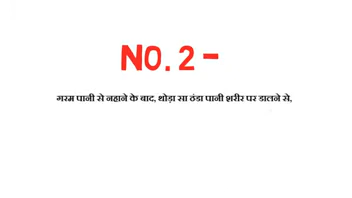 NO. 2 -
गरम पानी से नहाने के बाद, थोड़ा सा ठंडा पानी शरीर पर डालने से,